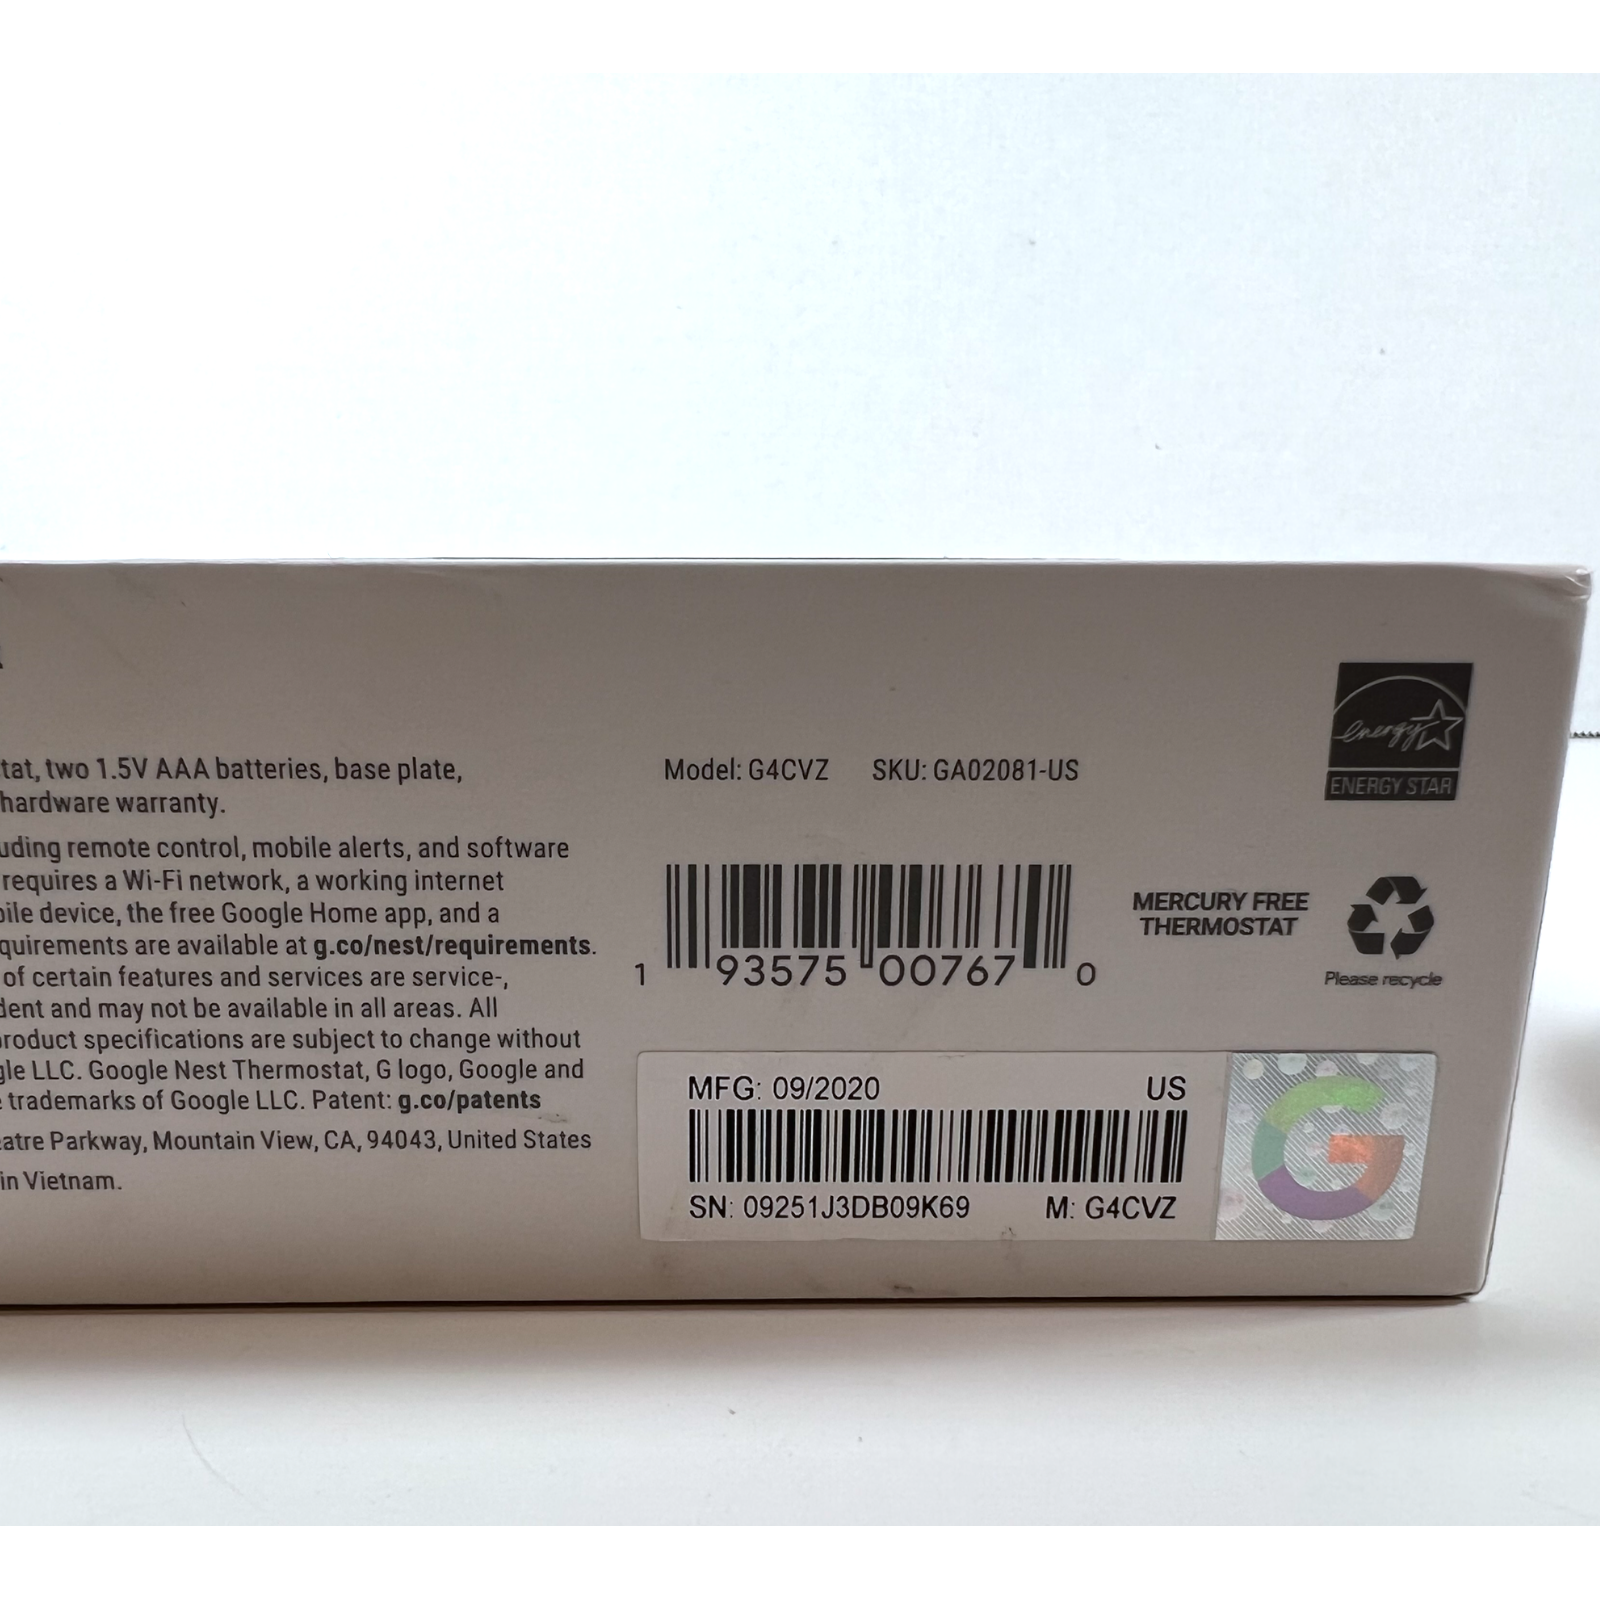 tat, two 1.5V AAA batteries, base plate,
hardware warranty.
uding remote control, mobile alerts, and software
requires a Wi-Fi network, a working internet
bile device, the free Google Home app, and a
quirements are available at g.co/nest/requirements.
of certain features and services are service-,
dent and may not be available in all areas. All
product specifications are subject to change without
gle LLC. Google Nest Thermostat, G logo, Google and
e trademarks of Google LLC. Patent: g.co/patents
eatre Parkway, Mountain View, CA, 94043, United States
in Vietnam.
Model: G4CVZ SKU: GA02081-US
1 93575 00767 0
MERCURY FREE
THERMOSTAT
energy
ENERGY STAR
Please recycle
MFG: 09/2020 US
SN: 09251J3DB09K69 M: G4CVZ
G